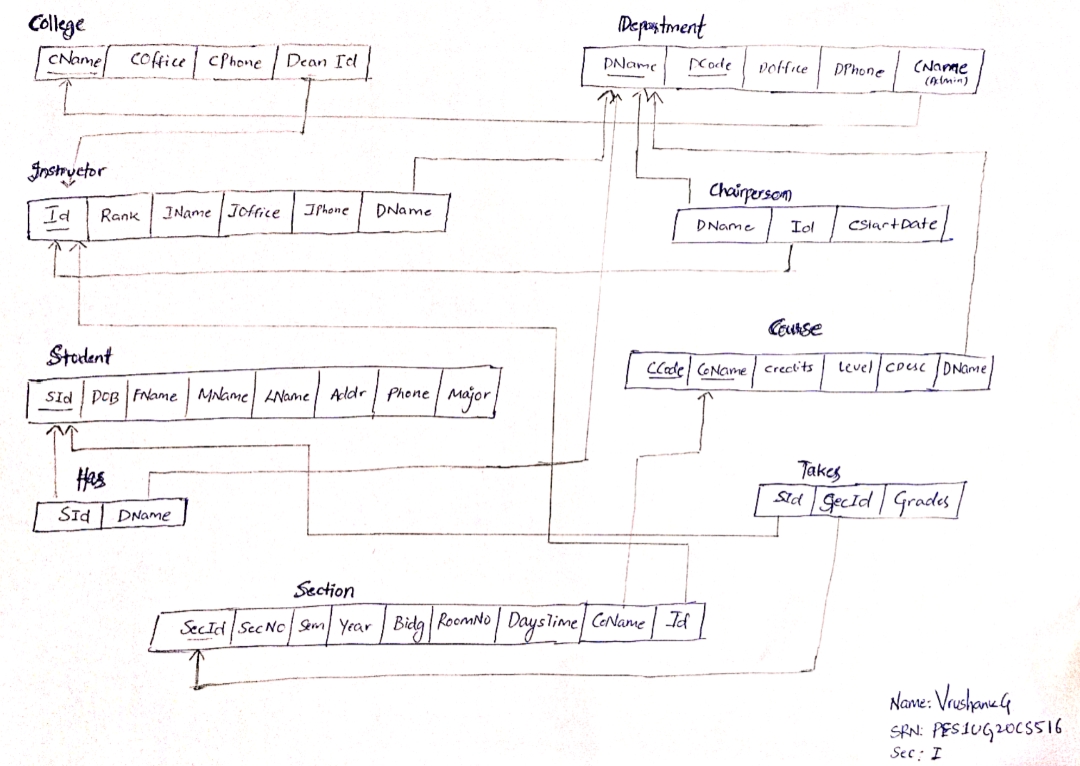 College
CName COffice CPhone Dean Id
Department
DName DCode DOffice DPhone CName
(Admin)
Instructor
Id Rank IName IOffice IPhone DName
Chairperson
DName Id CStartDate
Course
CCode CoName Credits Level CDesc DName
Student
SId DOB FName MName LName Addr Phone Major
Has
SId DName
Takes
SId SecId Grades
Section
SecId SecNo Sem Year Bldg RoomNo DaysTime CoName Id
Name: Vrushank G
SRN: PES1UG20CS516
Sec: I